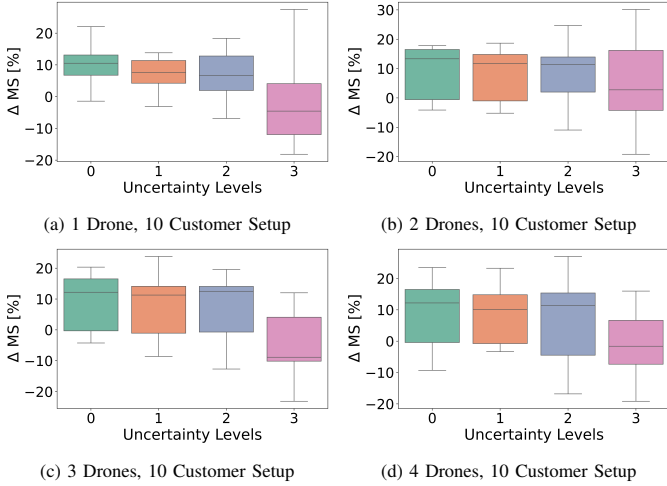 20
10
0
−10
−20
Δ MS [%]
0 1 2 3
Uncertainty Levels
(a) 1 Drone, 10 Customer Setup
30
20
10
0
−10
−20
Δ MS [%]
0 1 2 3
Uncertainty Levels
(b) 2 Drones, 10 Customer Setup
20
10
0
−10
−20
Δ MS [%]
0 1 2 3
Uncertainty Levels
(c) 3 Drones, 10 Customer Setup
20
10
0
−10
−20
Δ MS [%]
0 1 2 3
Uncertainty Levels
(d) 4 Drones, 10 Customer Setup